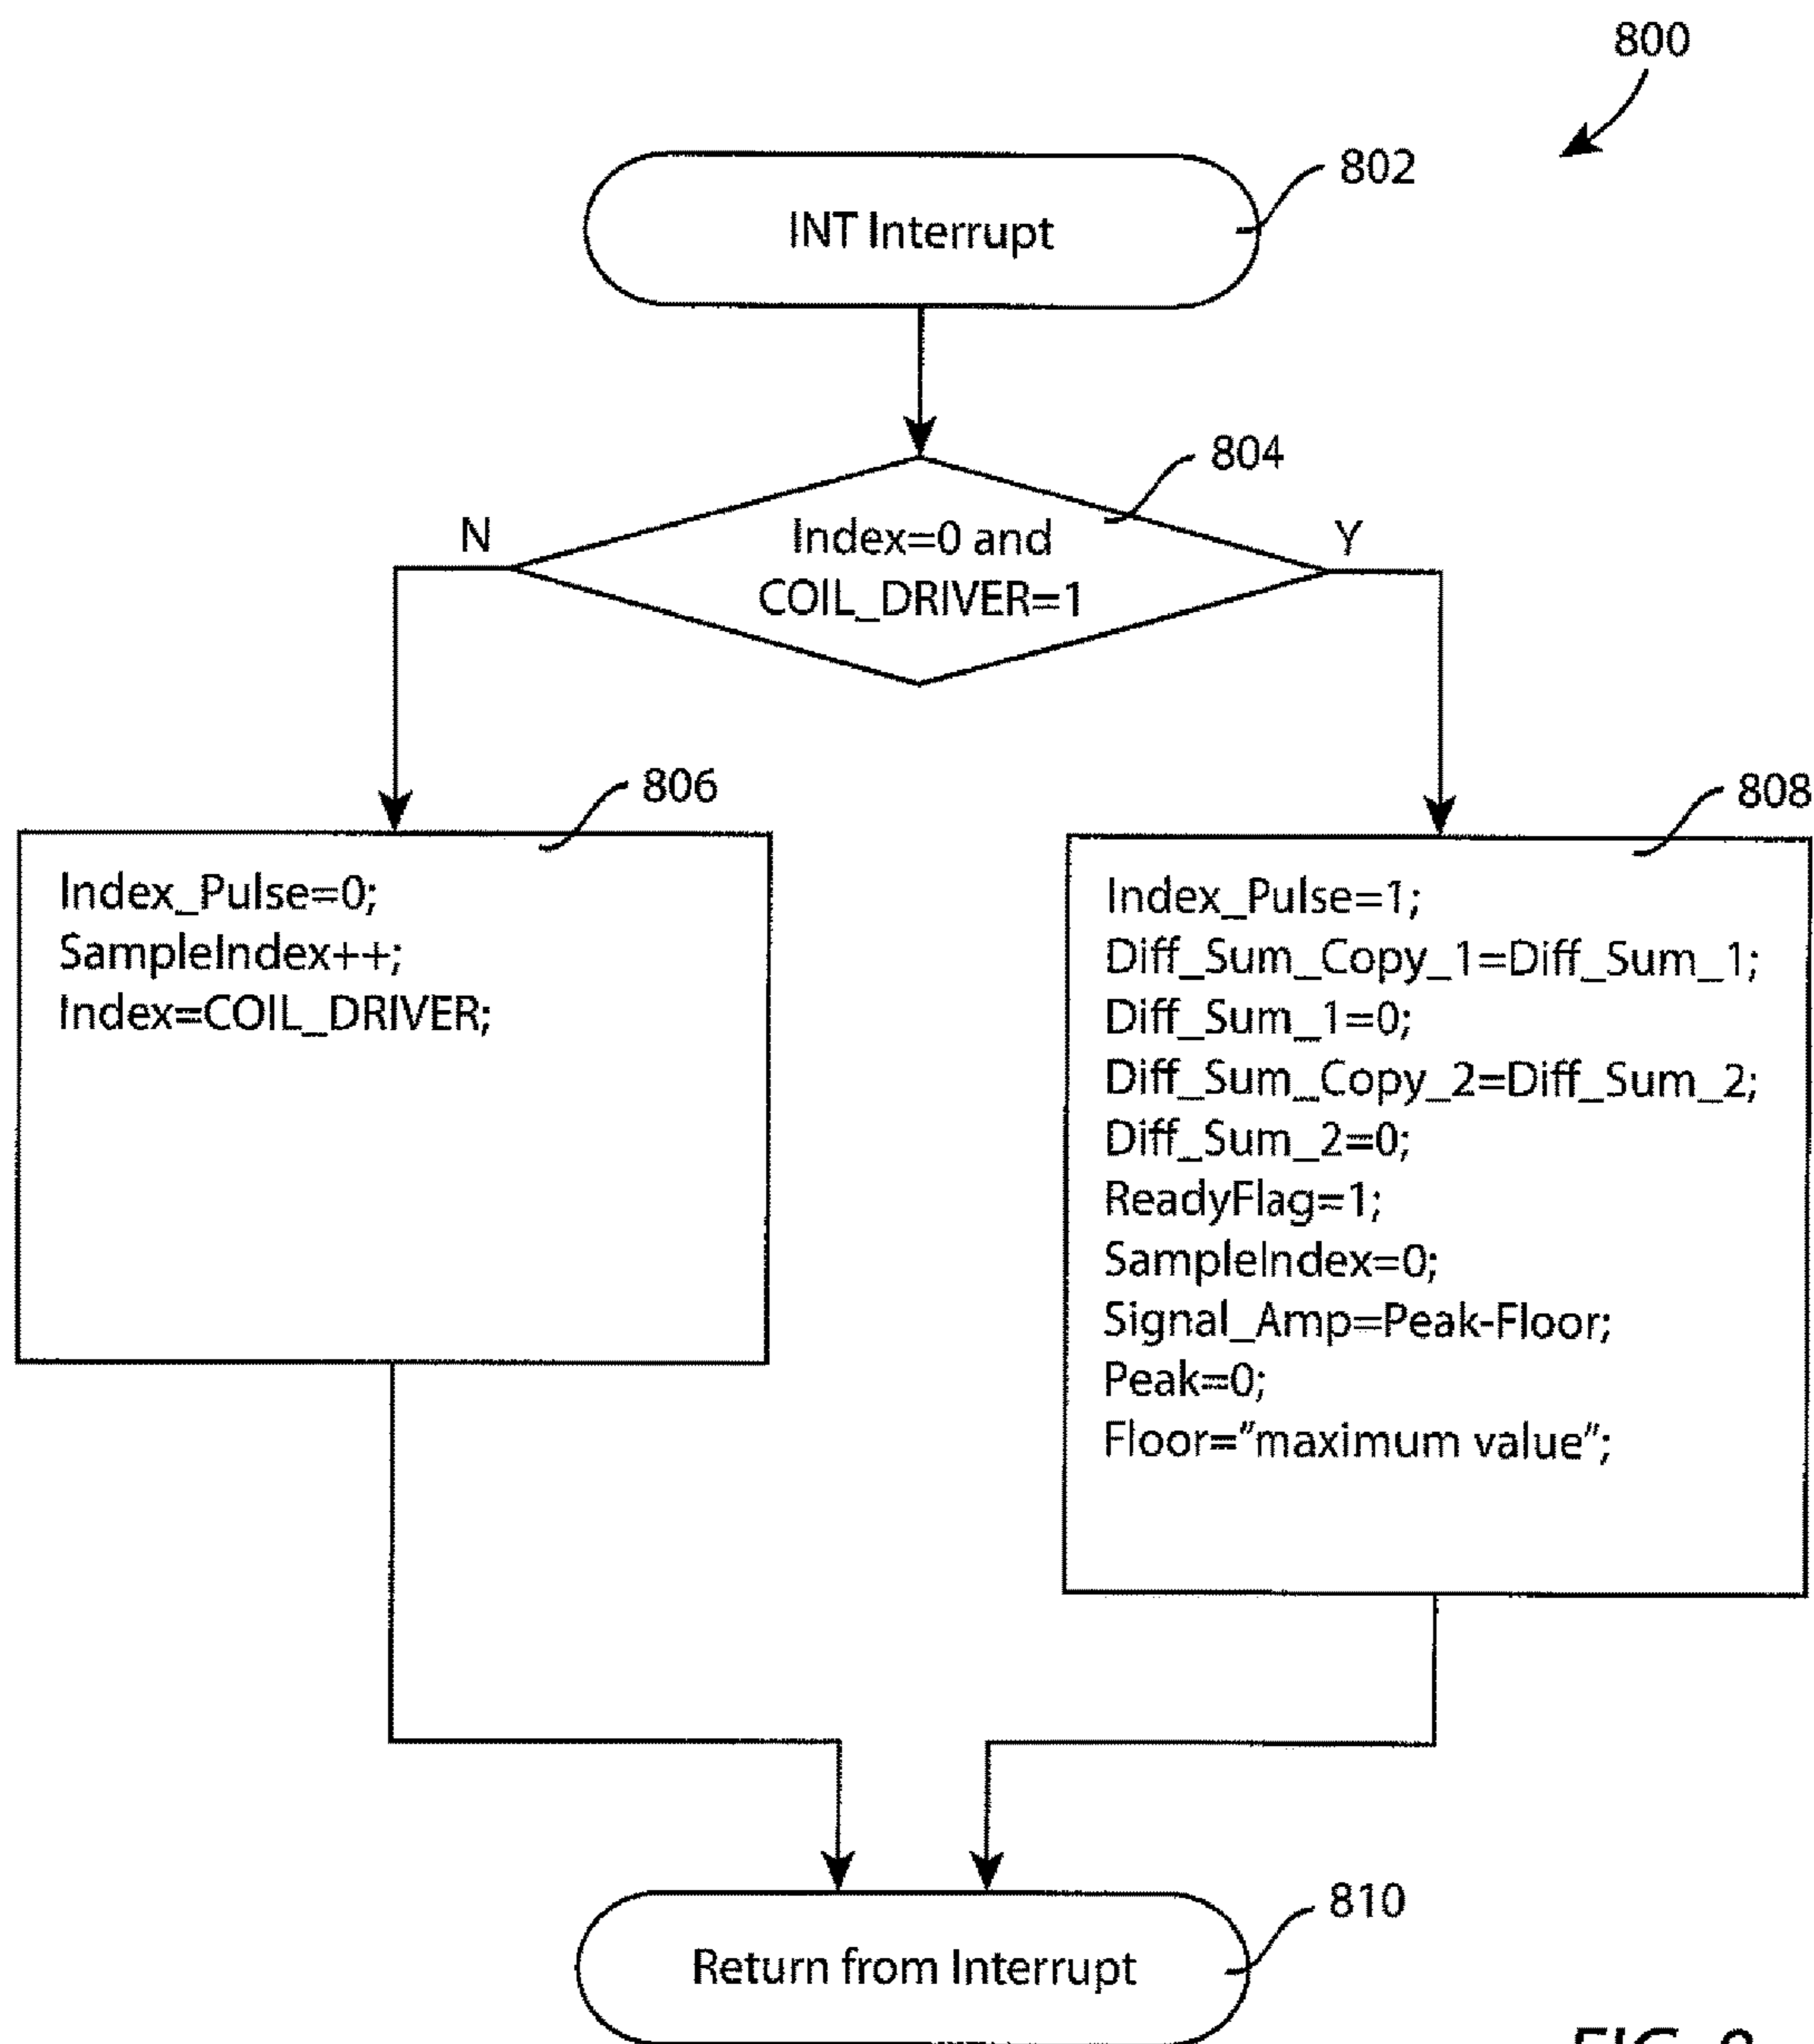 800
802
INT Interrupt
804
N
Index=0 and
COIL_DRIVER=1
Y
806
Index_Pulse=0;
SampleIndex++;
Index=COIL_DRIVER;
808
Index_Pulse=1;
Diff_Sum_Copy_1=Diff_Sum_1;
Diff_Sum_1=0;
Diff_Sum_Copy_2=Diff_Sum_2;
Diff_Sum_2=0;
ReadyFlag=1;
SampleIndex=0;
Signal_Amp=Peak-Floor;
Peak=0;
Floor="maximum value";
810
Return from Interrupt
FIG. 8